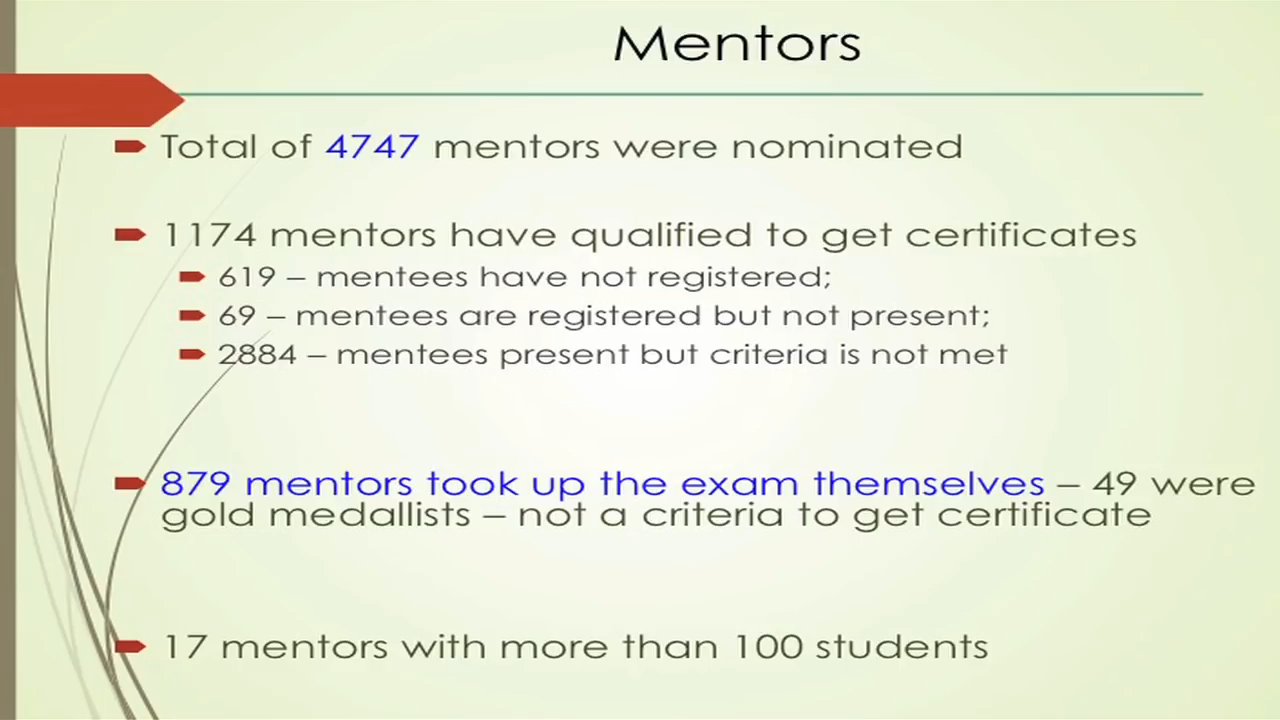 Mentors
Total of 4747 mentors were nominated
1174 mentors have qualified to get certificates
619 – mentees have not registered;
69 – mentees are registered but not present;
2884 – mentees present but criteria is not met
879 mentors took up the exam themselves – 49 were
gold medallists – not a criteria to get certificate
17 mentors with more than 100 students